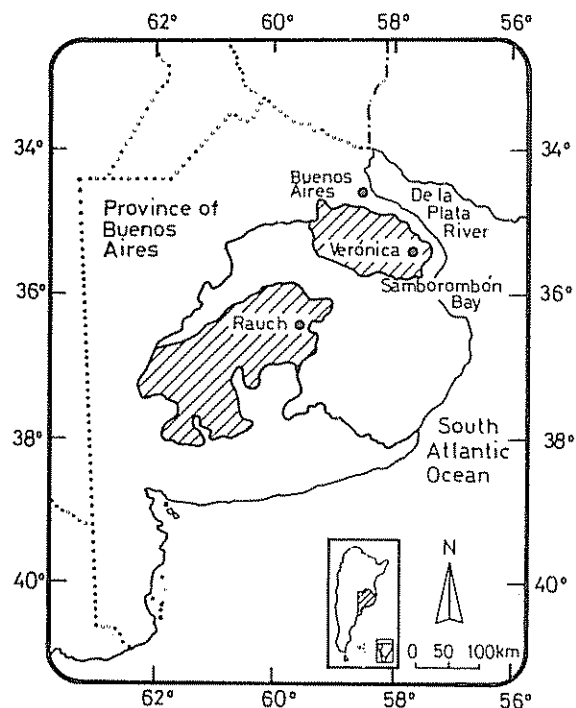 62° 60° 58° 56°
34° 34°
Buenos
Aires
De la
Plata
River
Province of
Buenos
Aires
Verónica
36° 36°
Samborombón
Bay
Rauch
38° 38°
South
Atlantic
Ocean
N
40° 40°
0 50 100km
62° 60° 58° 56°